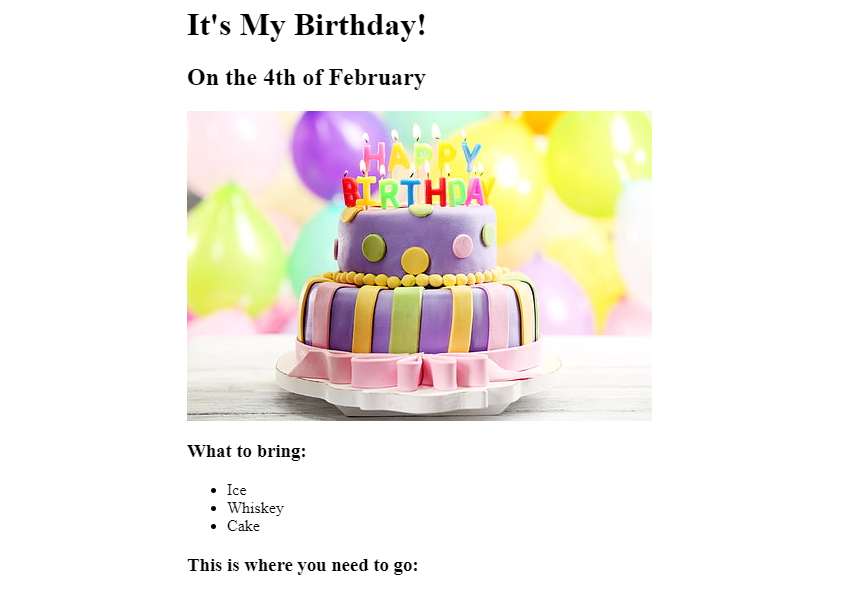 It's My Birthday!
On the 4th of February
HAPPY
BIRTHDAY
What to bring:
Ice
Whiskey
Cake
This is where you need to go: